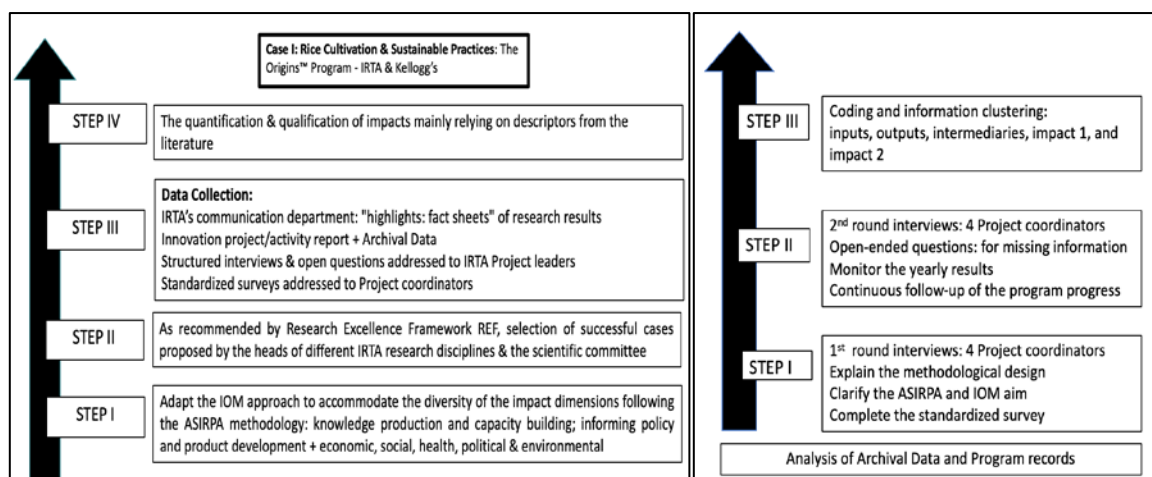 Case I: Rice Cultivation & Sustainable Practices: The
Origins™ Program - IRTA & Kellogg's
STEP IV
The quantification & qualification of impacts mainly relying on descriptors from the
literature
STEP III
Data Collection:
IRTA's communication department: "highlights: fact sheets" of research results
Innovation project/activity report + Archival Data
Structured interviews & open questions addressed to IRTA Project leaders
Standardized surveys addressed to Project coordinators
STEP II
As recommended by Research Excellence Framework REF, selection of successful cases
proposed by the heads of different IRTA research disciplines & the scientific committee
STEP I
Adapt the IOM approach to accommodate the diversity of the impact dimensions following
the ASIRPA methodology: knowledge production and capacity building; informing policy
and product development + economic, social, health, political & environmental
STEP III
Coding and information clustering:
inputs, outputs, intermediaries, impact 1, and
impact 2
STEP II
2nd round interviews: 4 Project coordinators
Open-ended questions: for missing information
Monitor the yearly results
Continuous follow-up of the program progress
STEP I
1st round interviews: 4 Project coordinators
Explain the methodological design
Clarify the ASIRPA and IOM aim
Complete the standardized survey
Analysis of Archival Data and Program records